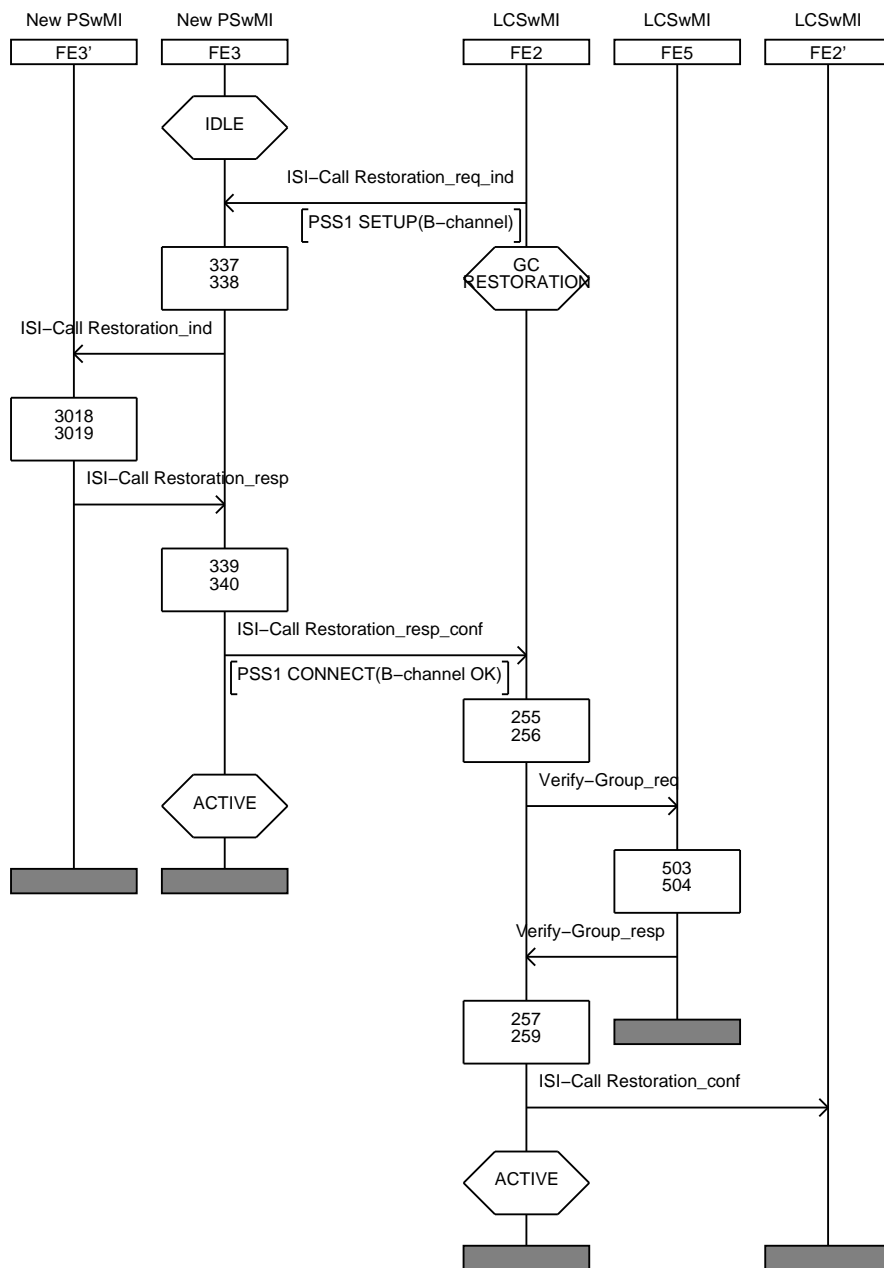 New PSwMI New PSwMI LCSwMI LCSwMI LCSwMI
FE3' FE3 FE2 FE5 FE2'
IDLE
ISI−Call Restoration_req_ind
PSS1 SETUP(B−channel)
337
338
GC
RESTORATION
ISI−Call Restoration_ind
3018
3019
ISI−Call Restoration_resp
339
340
ISI−Call Restoration_resp_conf
PSS1 CONNECT(B−channel OK)
255
256
Verify−Group_req
ACTIVE
503
504
Verify−Group_resp
257
259
ISI−Call Restoration_conf
ACTIVE